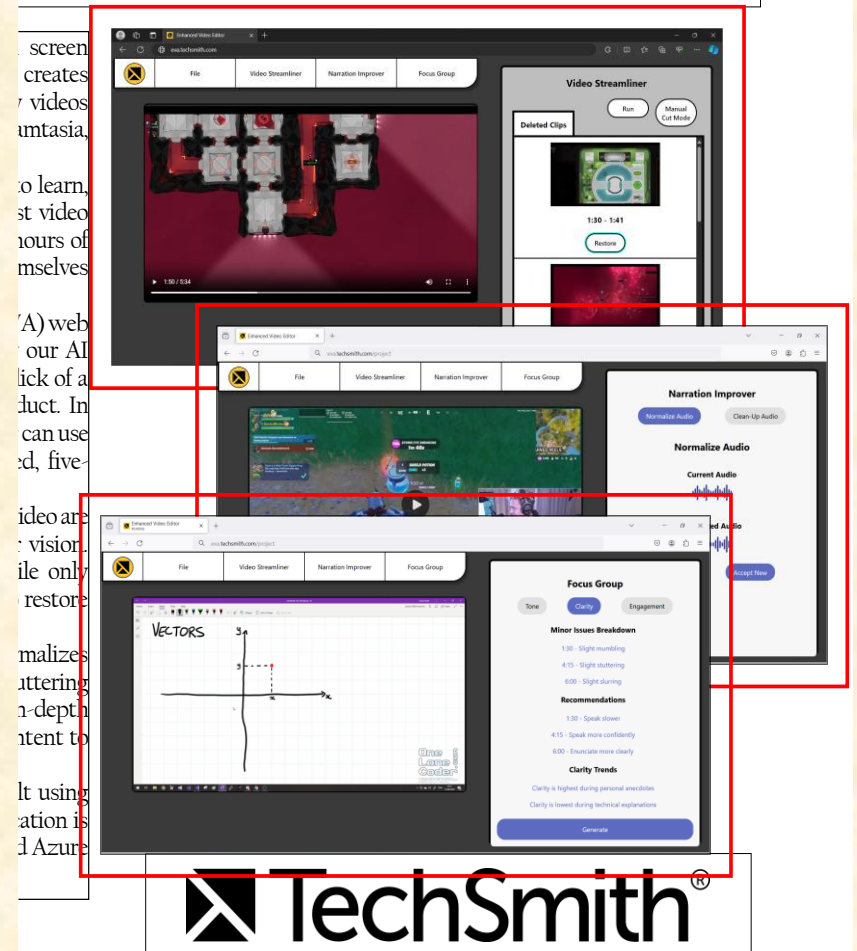 screen
creates
videos
amtasia,
to learn,
st video
hours of
mselves
A) web
our AI
lick of a
duct. In
can use
ed, five-
ideo are
vision.
ile only
restore
malizes
uttering
n-depth
ntent to
lt using
ation is
d Azure
Enhanced Video Editor
eva.techsmith.com
File
Video Streamliner
Narration Improver
Focus Group
1:50 / 5:34
Video Streamliner
Run
Manual
Cut Mode
Deleted Clips
1:30 - 1:41
Restore
Enhanced Video Editor
eva.techsmith.com/project
File
Video Streamliner
Narration Improver
Focus Group
SHIELD POTION
Narration Improver
Normalize Audio
Clean-Up Audio
Normalize Audio
Current Audio
ed Audio
Accept New
Enhanced Video Editor
eva.techsmith.com/project
File
Video Streamliner
Narration Improver
Focus Group
VECTORS
y
y
x
x
One
Lone
Coder
.com
Focus Group
Tone
Clarity
Engagement
Minor Issues Breakdown
1:30 - Slight mumbling
4:15 - Slight stuttering
6:00 - Slight slurring
Recommendations
1:30 - Speak slower
4:15 - Speak more confidently
6:00 - Enunciate more clearly
Clarity Trends
Clarity is highest during personal anecdotes
Clarity is lowest during technical explanations
Generate
TechSmith®